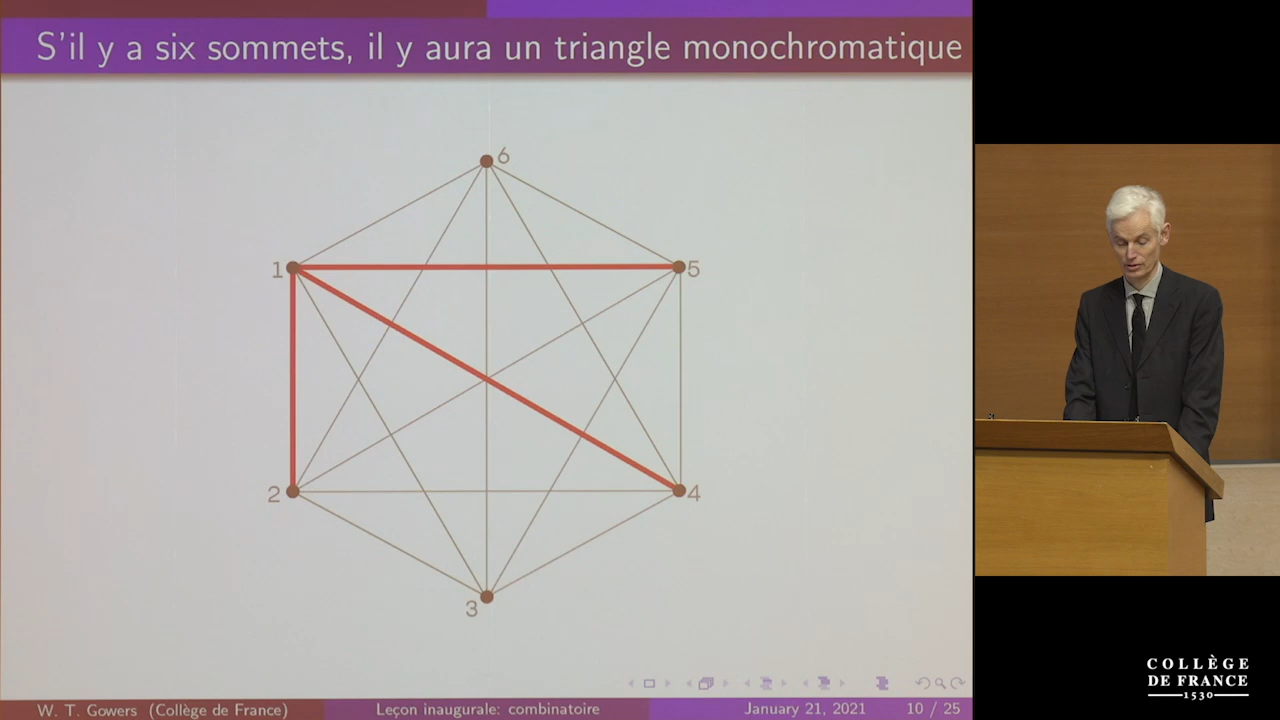 S'il y a six sommets, il y aura un triangle monochromatique
6
1
5
2
4
3
W. T. Gowers (Collège de France)
Leçon inaugurale: combinatoire
January 21, 2021
10 / 25
COLLÈGE
DE FRANCE
1530